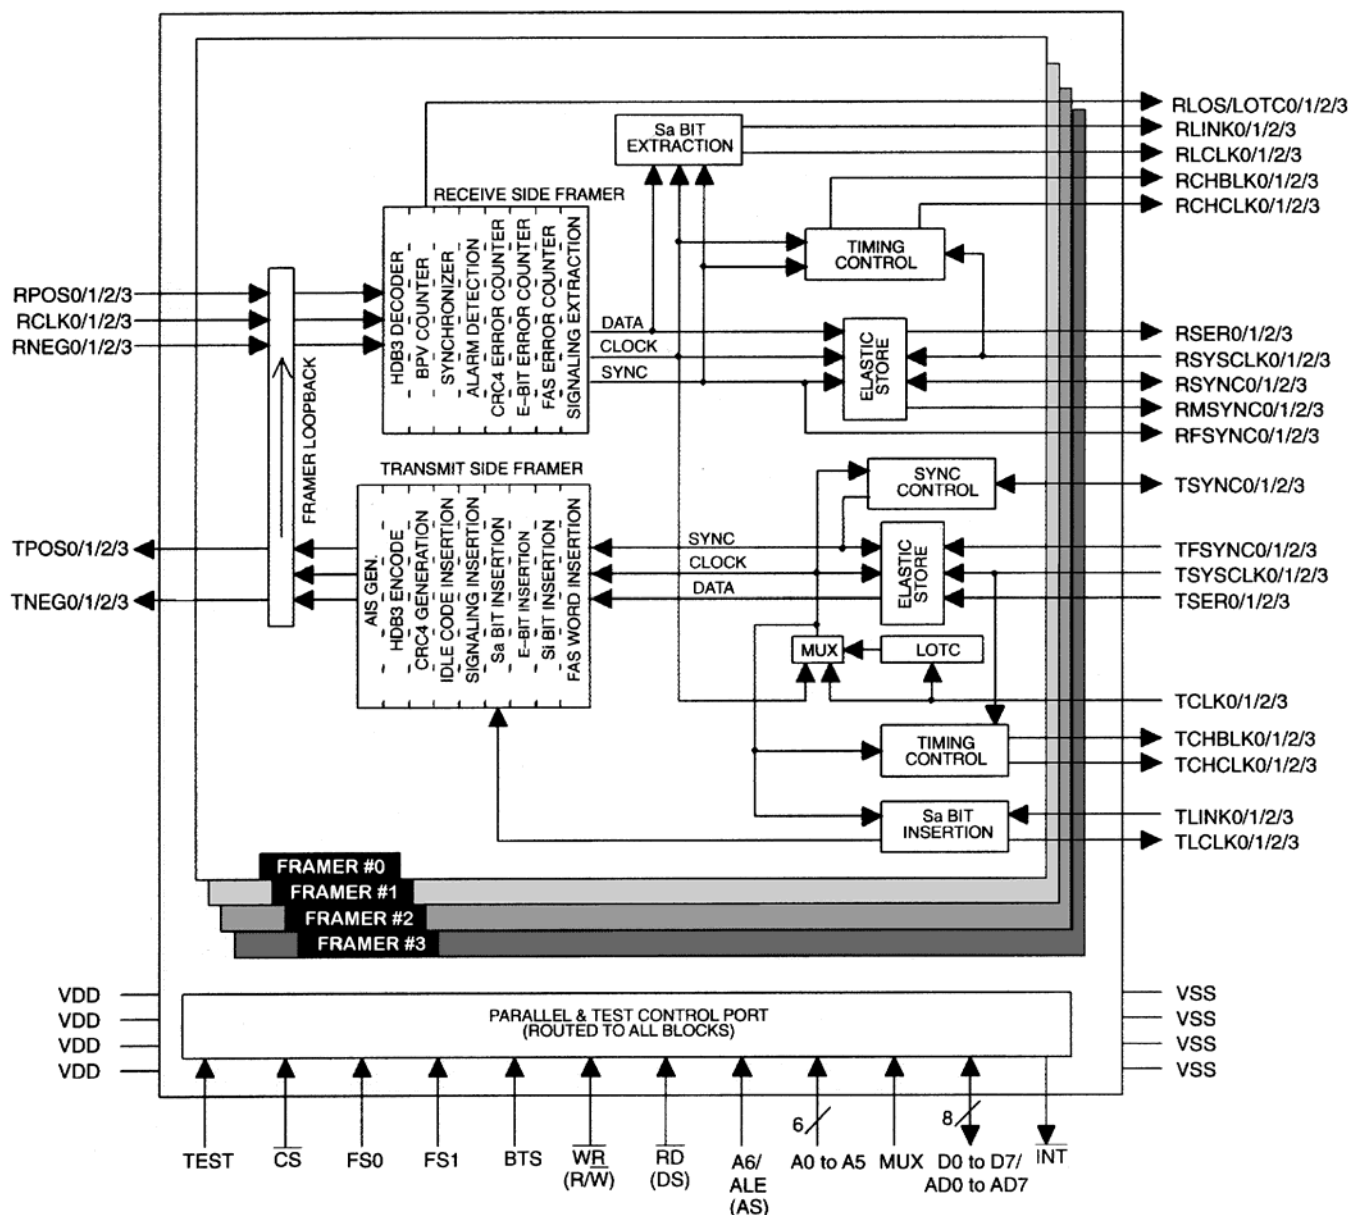 RLOS/LOTC0/1/2/3
Sa BIT
EXTRACTION
RLINK0/1/2/3
RLCLK0/1/2/3
RCHBLK0/1/2/3
RCHCLK0/1/2/3
RECEIVE SIDE FRAMER
HDB3 DECODER
BPV COUNTER
SYNCHRONIZER
ALARM DETECTION
CRC4 ERROR COUNTER
E–BIT ERROR COUNTER
FAS ERROR COUNTER
SIGNALING EXTRACTION
TIMING
CONTROL
RPOS0/1/2/3
RCLK0/1/2/3
RNEG0/1/2/3
FRAMER LOOPBACK
DATA
CLOCK
SYNC
ELASTIC
STORE
RSER0/1/2/3
RSYSCLK0/1/2/3
RSYNC0/1/2/3
RMSYNC0/1/2/3
RFSYNC0/1/2/3
TRANSMIT SIDE FRAMER
AIS GEN.
HDB3 ENCODE
CRC4 GENERATION
IDLE CODE INSERTION
SIGNALING INSERTION
Sa BIT INSERTION
E–BIT INSERTION
Si BIT INSERTION
FAS WORD INSERTION
SYNC
CONTROL
TSYNC0/1/2/3
TPOS0/1/2/3
TNEG0/1/2/3
SYNC
CLOCK
DATA
ELASTIC
STORE
TFSYNC0/1/2/3
TSYSCLK0/1/2/3
TSER0/1/2/3
MUX
LOTC
TCLK0/1/2/3
TIMING
CONTROL
TCHBLK0/1/2/3
TCHCLK0/1/2/3
Sa BIT
INSERTION
TLINK0/1/2/3
TLCLK0/1/2/3
FRAMER #0
FRAMER #1
FRAMER #2
FRAMER #3
VDD
VDD
VDD
VDD
PARALLEL & TEST CONTROL PORT
(ROUTED TO ALL BLOCKS)
VSS
VSS
VSS
VSS
6
8
TEST
CS
FS0
FS1
BTS
WR
(R/W)
RD
(DS)
A6/
ALE
(AS)
A0 to A5
MUX
D0 to D7/
AD0 to AD7
INT